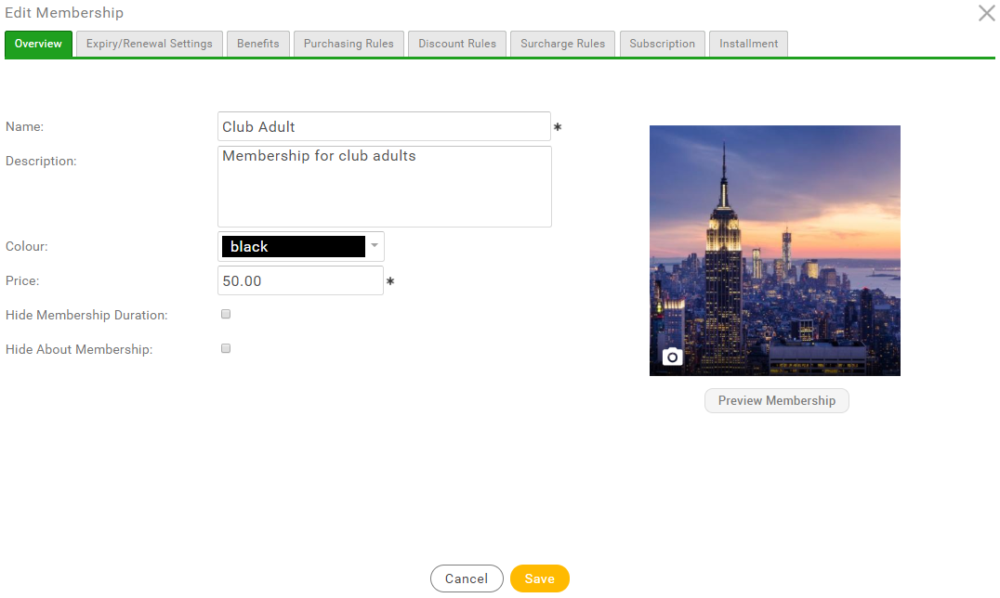 Edit Membership
Overview
Expiry/Renewal Settings
Benefits
Purchasing Rules
Discount Rules
Surcharge Rules
Subscription
Installment
Name:
Club Adult *
Description:
Membership for club adults
Colour:
black
Price:
50.00 *
Hide Membership Duration:
Hide About Membership:
Preview Membership
Cancel
Save